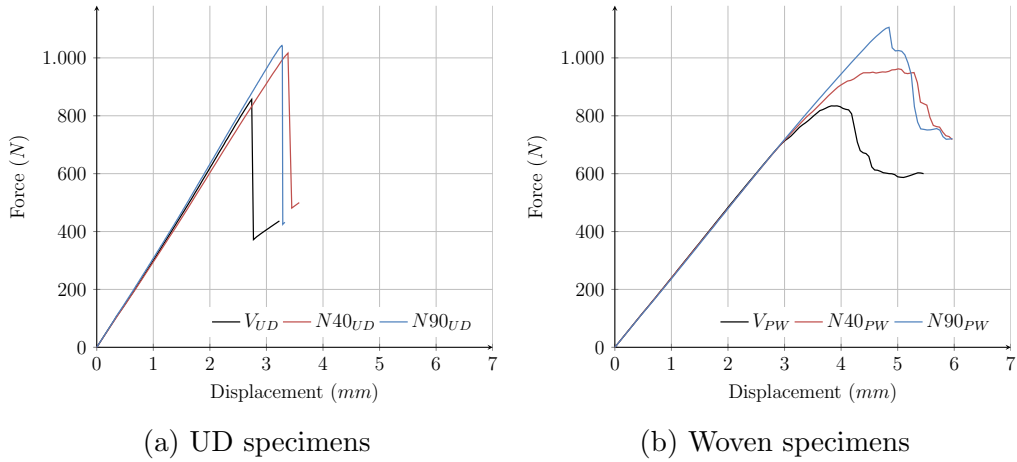 1.000
800
600
400
200
0
Force (N)
0 1 2 3 4 5 6 7
Displacement (mm)
V_UD N40_UD N90_UD
(a) UD specimens
1.000
800
600
400
200
0
Force (N)
0 1 2 3 4 5 6 7
Displacement (mm)
V_PW N40_PW N90_PW
(b) Woven specimens